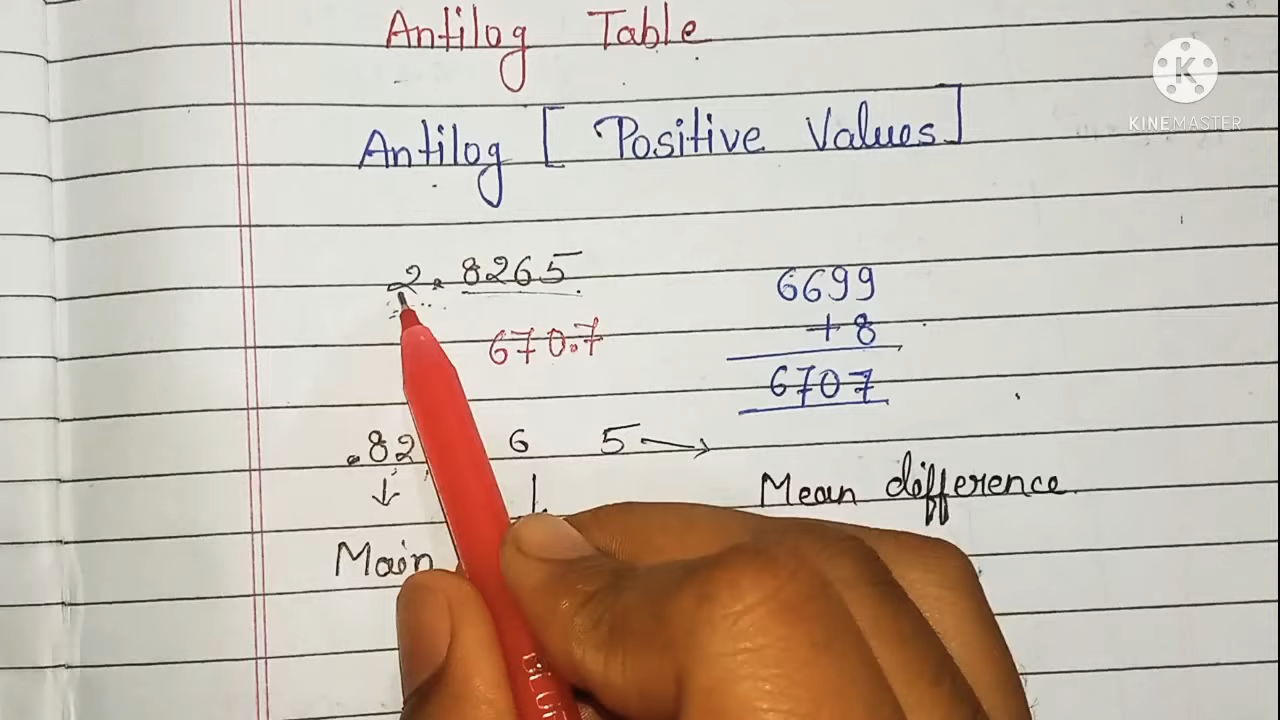 Antilog Table
K
KINEMASTER
Antilog [ Positive Values]
2.8265
670.7
6699
+ 8
6707
.82 6 5 →
↓
Mean difference
Main